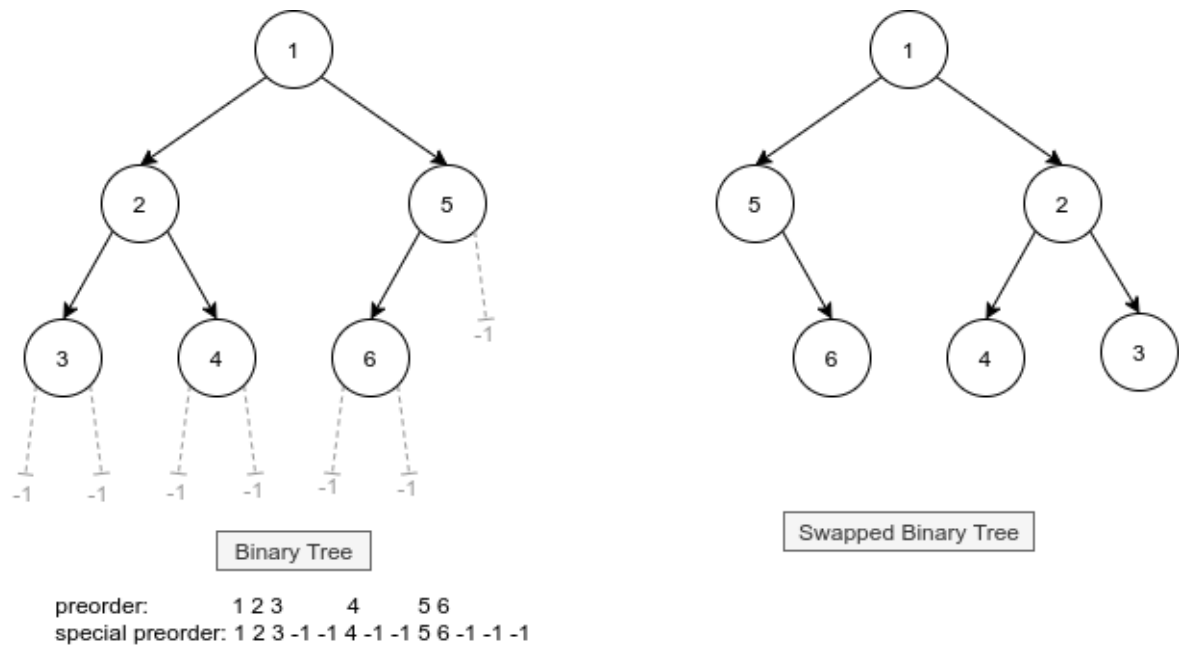 1 1
2 5 5 2
3 4 6 -1 6 4 3
-1 -1 -1 -1 -1 -1
Binary Tree Swapped Binary Tree
preorder: 1 2 3 4 5 6
special preorder: 1 2 3 -1 -1 4 -1 -1 5 6 -1 -1 -1